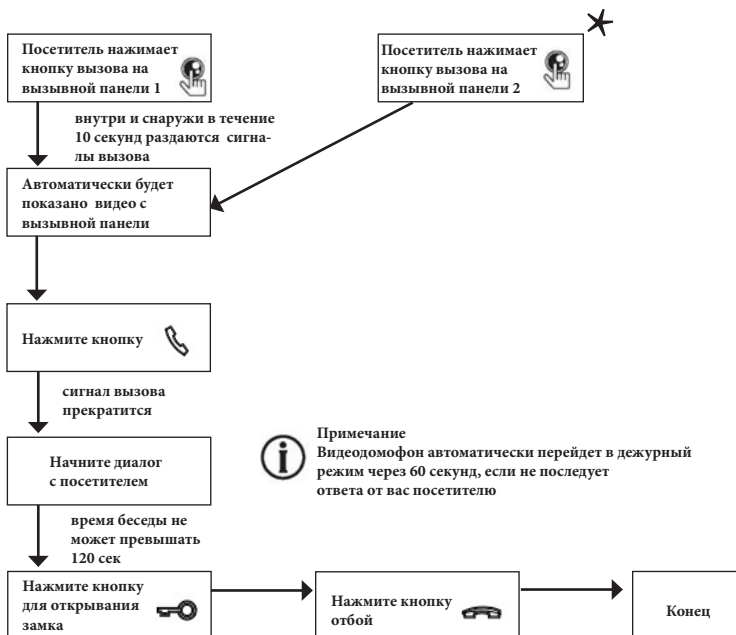 Посетитель нажимает
кнопку вызова на
вызывной панели 1
Посетитель нажимает
кнопку вызова на
вызывной панели 2
внутри и снаружи в течение
10 секунд раздаются сигна-
лы вызова
Автоматически будет
показано видео с
вызывной панели
Нажмите кнопку
сигнал вызова
прекратится
Начните диалог
с посетителем
Примечание
Видеодомофон автоматически перейдет в дежурный
режим через 60 секунд, если не последует
ответа от вас посетителю
время беседы не
может превышать
120 сек
Нажмите кнопку
для открывания
замка
Нажмите кнопку
отбой
Конец